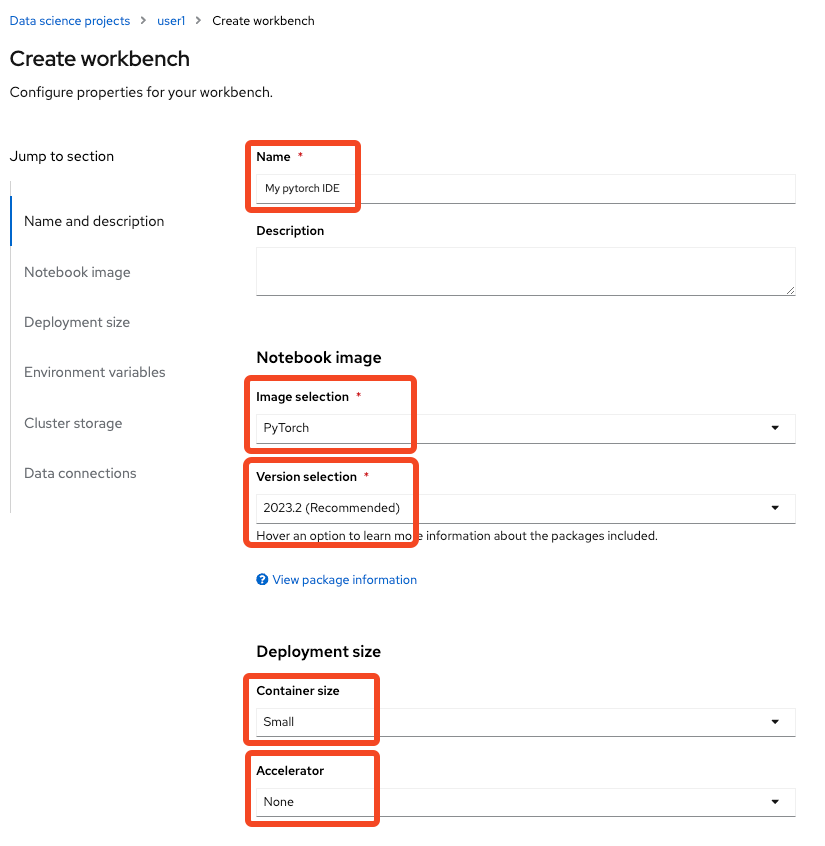 Data science projects > user1 > Create workbench
Create workbench
Configure properties for your workbench.
Jump to section
Name and description
Notebook image
Deployment size
Environment variables
Cluster storage
Data connections
Name *
My pytorch IDE
Description
Notebook image
Image selection *
PyTorch
Version selection *
2023.2 (Recommended)
Hover an option to learn more information about the packages included.
View package information
Deployment size
Container size
Small
Accelerator
None